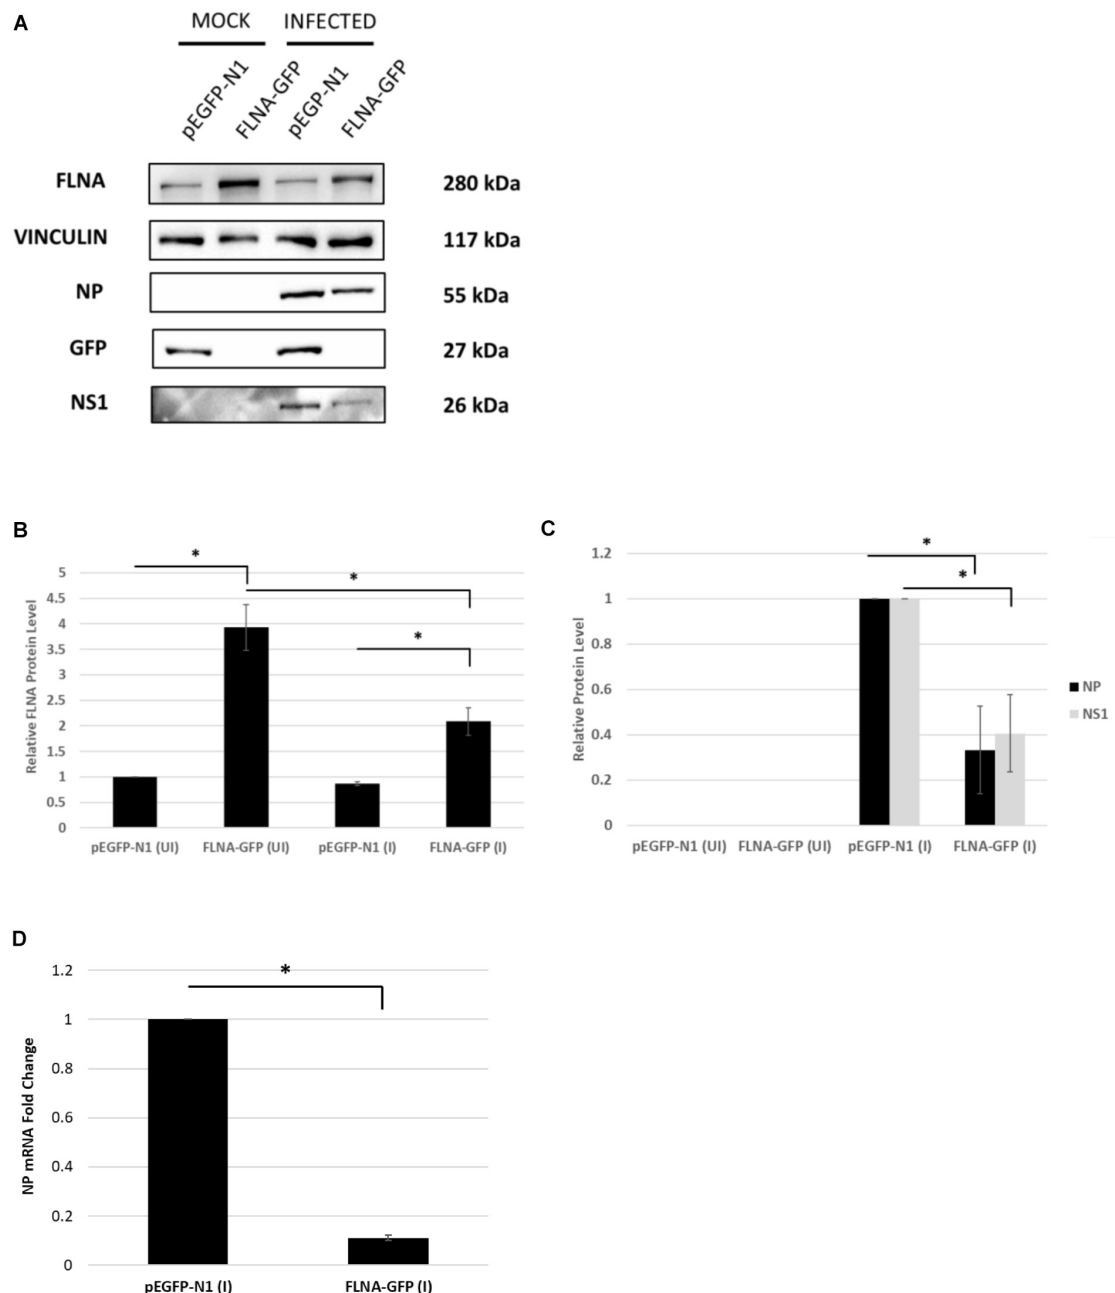 A
MOCK INFECTED
pEGFP-N1
FLNA-GFP
pEGP-N1
FLNA-GFP
FLNA 280 kDa
VINCULIN 117 kDa
NP 55 kDa
GFP 27 kDa
NS1 26 kDa
B
Relative FLNA Protein Level
5
4.5
4
3.5
3
2.5
2
1.5
1
0.5
0
*
*
*
pEGFP-N1 (UI) FLNA-GFP (UI) pEGFP-N1 (I) FLNA-GFP (I)
C
Relative Protein Level
1.2
1
0.8
0.6
0.4
0.2
0
*
*
pEGFP-N1 (UI) FLNA-GFP (UI) pEGFP-N1 (I) FLNA-GFP (I)
NP
NS1
D
NP mRNA Fold Change
1.2
1
0.8
0.6
0.4
0.2
0
*
pEGFP-N1 (I) FLNA-GFP (I)